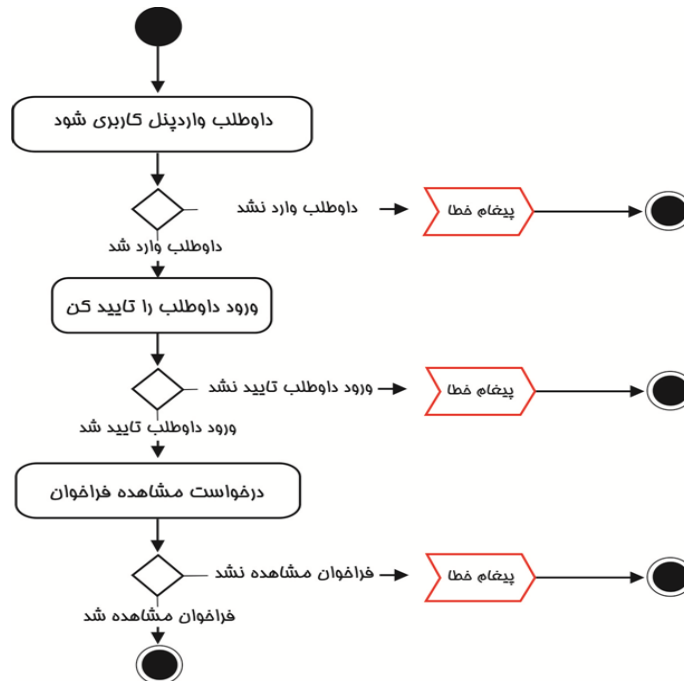 داوطلب واردپنل کاربری شود
داوطلب وارد نشد
پیغام خطا
داوطلب وارد شد
ورود داوطلب را تایید کن
ورود داوطلب تایید نشد
پیغام خطا
ورود داوطلب تایید شد
درخواست مشاهده فراخوان
فراخوان مشاهده نشد
پیغام خطا
فراخوان مشاهده شد